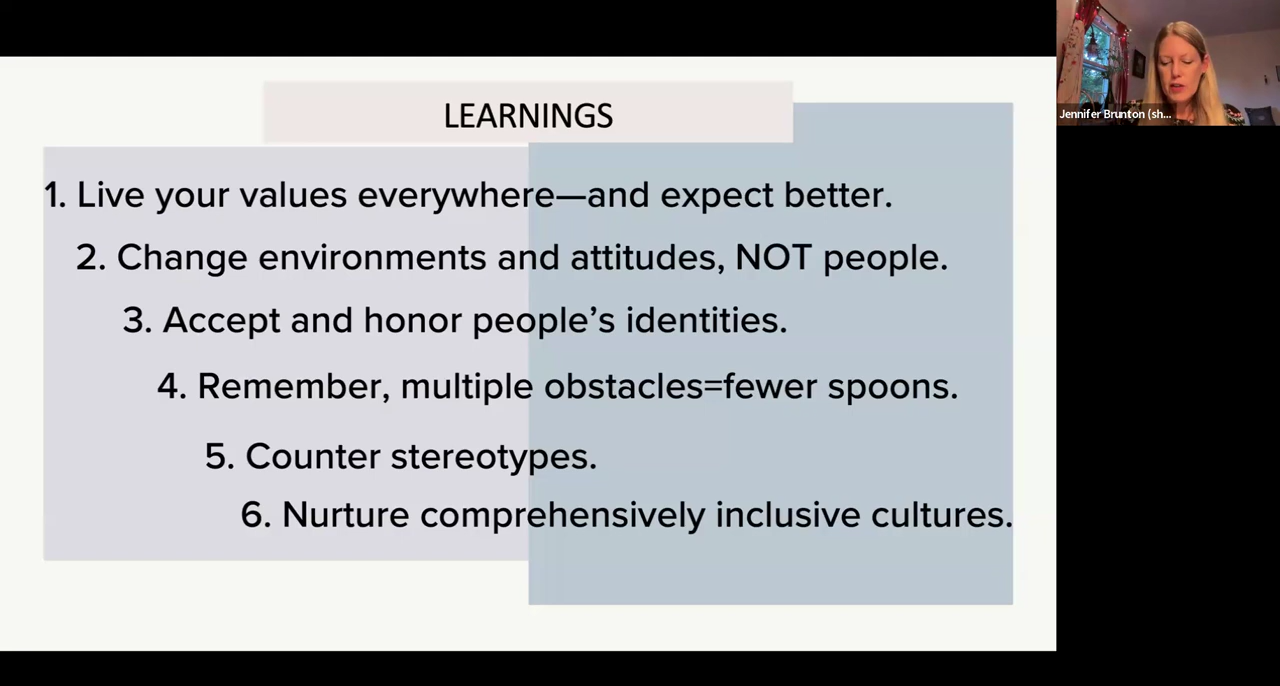 LEARNINGS
1. Live your values everywhere—and expect better.
2. Change environments and attitudes, NOT people.
3. Accept and honor people’s identities.
4. Remember, multiple obstacles=fewer spoons.
5. Counter stereotypes.
6. Nurture comprehensively inclusive cultures.
Jennifer Brunton (sh...